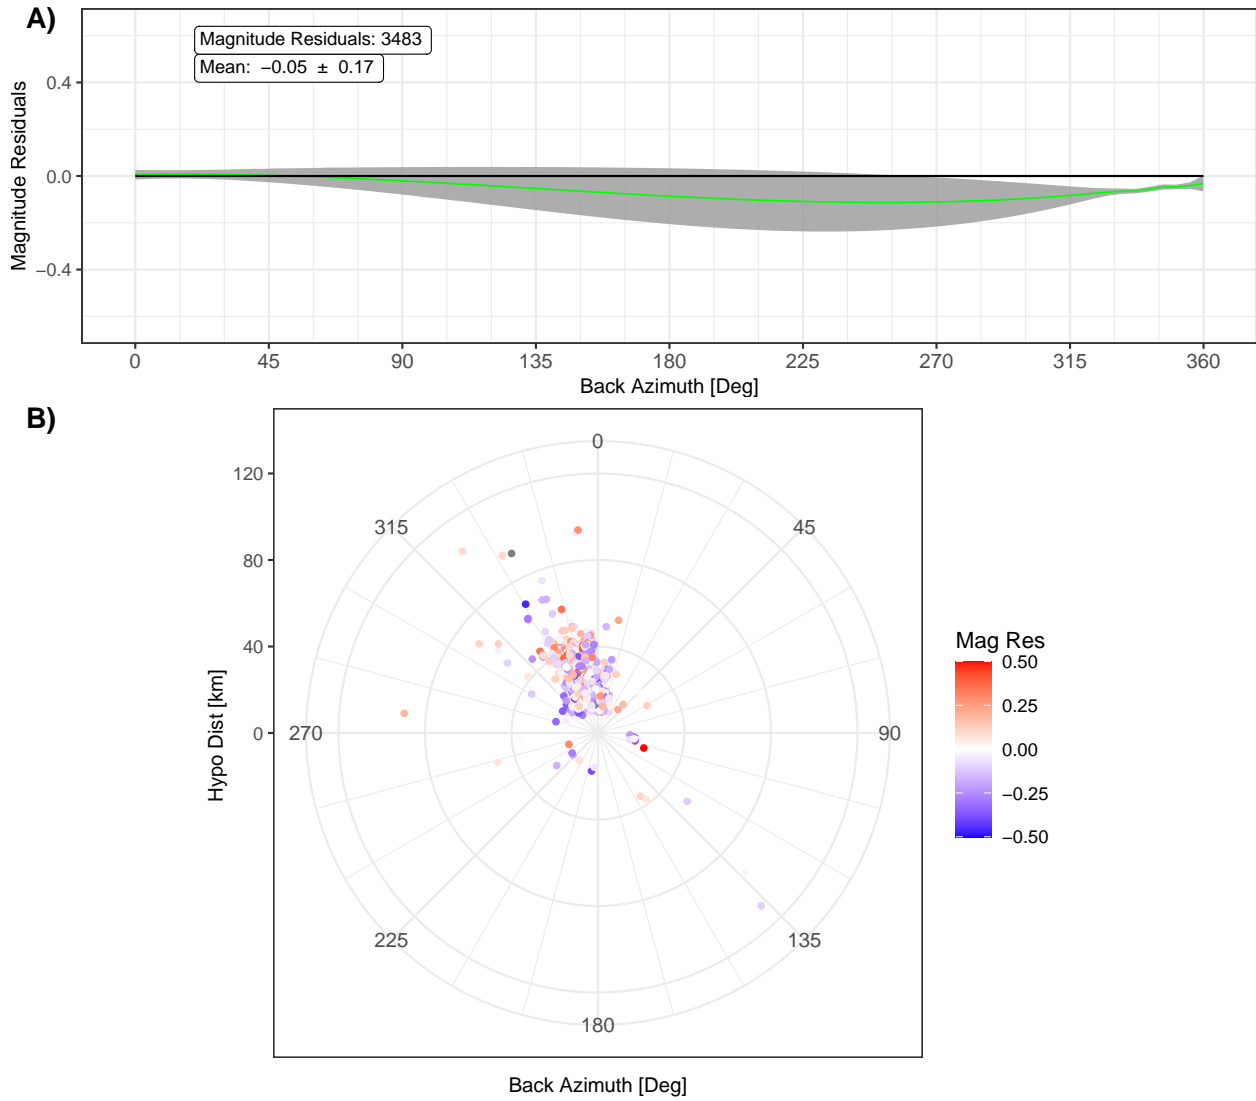 A)
Magnitude Residuals: 3483
Mean:  −0.05  ±  0.17
Magnitude Residuals
0.4
0.0
−0.4
0 45 90 135 180 225 270 315 360
Back Azimuth [Deg]
B)
Hypo Dist [km]
120
80
40
0
0
45
90
135
180
225
270
315
Back Azimuth [Deg]
Mag Res
0.50
0.25
0.00
−0.25
−0.50